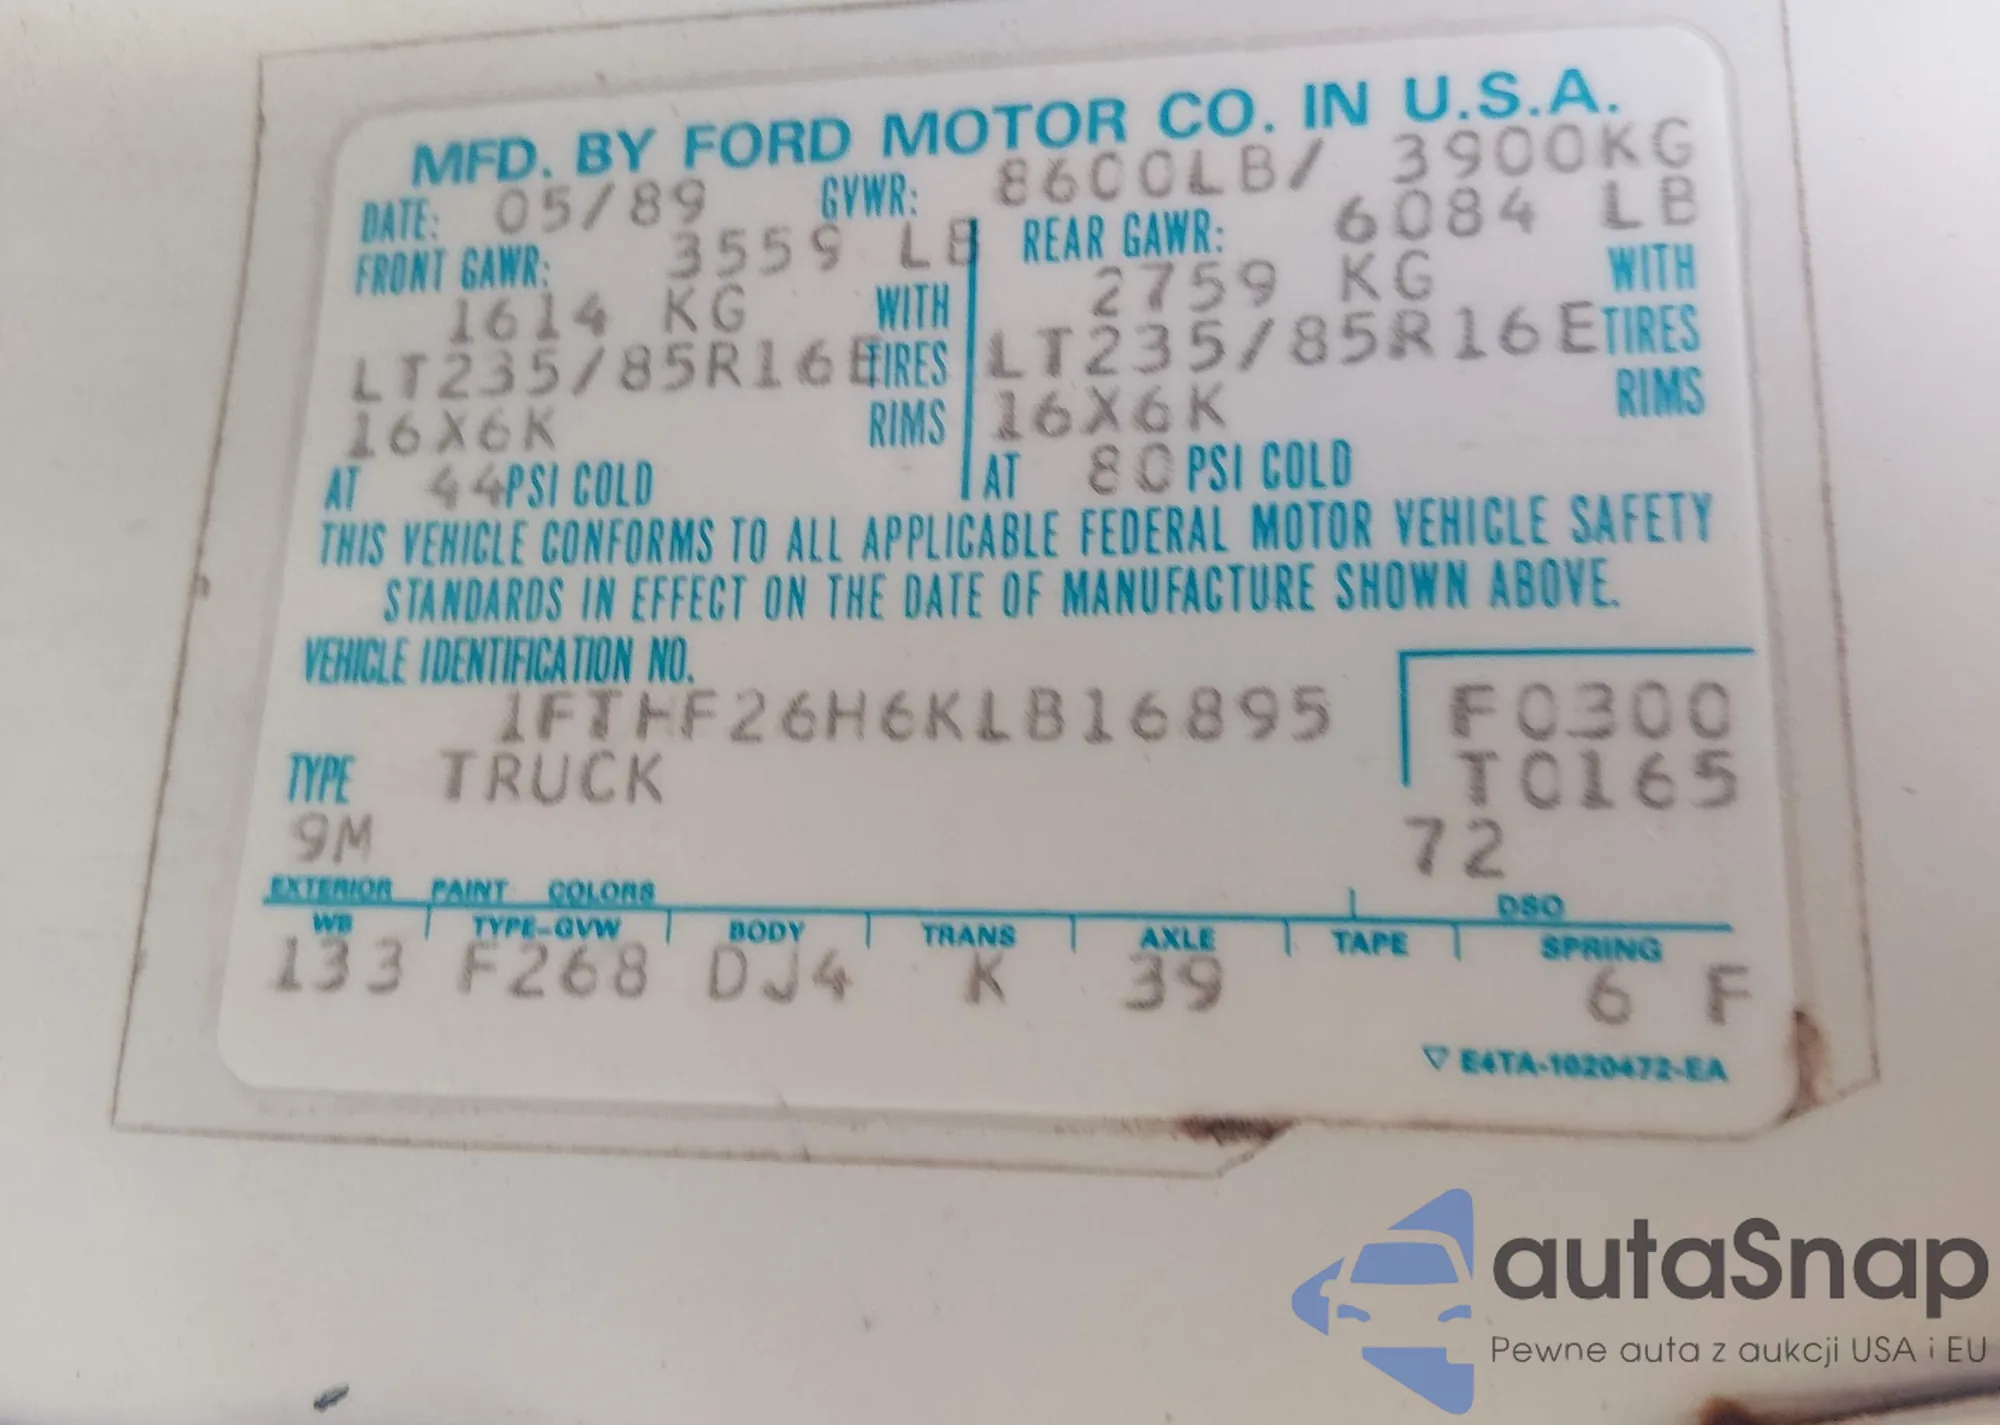 MFD. BY FORD MOTOR CO. IN U.S.A.
DATE: 05/89 GVWR: 8600LB/ 3900KG
FRONT GAWR: 3559 LB REAR GAWR: 6084 LB
1614 KG WITH 2759 KG WITH
LT235/85R16E TIRES LT235/85R16E TIRES
16X6K RIMS 16X6K RIMS
AT 44 PSI COLD AT 80 PSI COLD
THIS VEHICLE CONFORMS TO ALL APPLICABLE FEDERAL MOTOR VEHICLE SAFETY
STANDARDS IN EFFECT ON THE DATE OF MANUFACTURE SHOWN ABOVE.
VEHICLE IDENTIFICATION NO.
1FTHF26H6KLB16895 F0300
TYPE TRUCK T0165
9M 72
EXTERIOR PAINT COLORS DSO
WB TYPE-GVW BODY TRANS AXLE TAPE SPRING
133 F268 DJ4 K 39 6 F
▽ E4TA-1020472-EA
autaSnap
Pewne auta z aukcji USA i EU